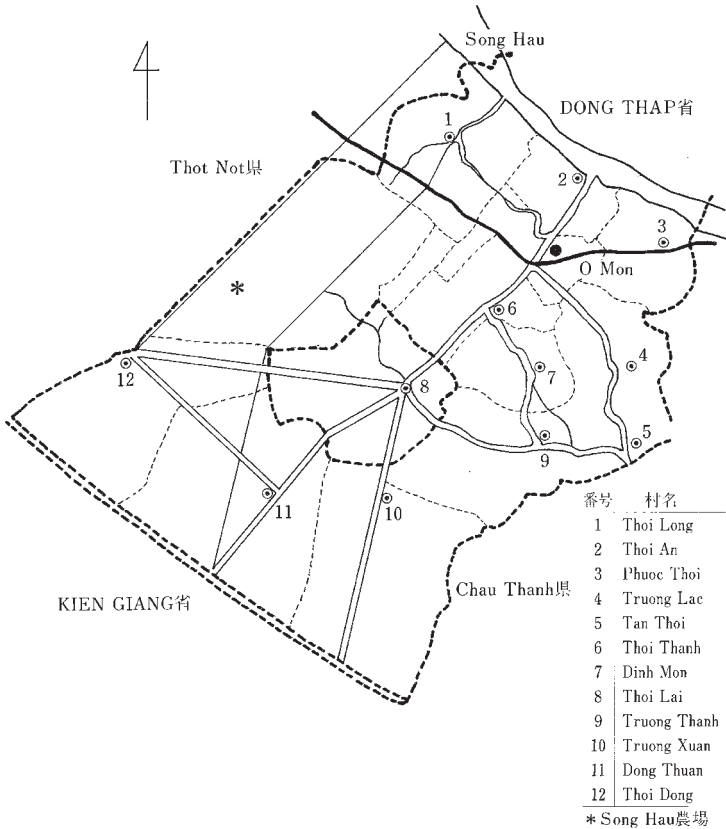 Song Hau
DONG THAP省
1
Thot Not県
2
3
O Mon
*
6
12
8
7
4
9
5
11
10
KIEN GIANG省
Chau Thanh県
番号 村名
1 Thoi Long
2 Thoi An
3 Phuoc Thoi
4 Truong Lac
5 Tan Thoi
6 Thoi Thanh
7 Dinh Mon
8 Thoi Lai
9 Truong Thanh
10 Truong Xuan
11 Dong Thuan
12 Thoi Dong
* Song Hau農場